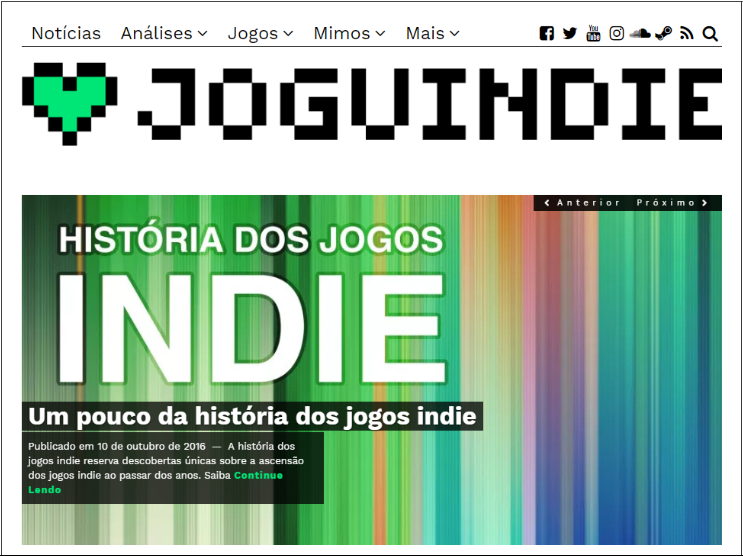 Notícias Análises Jogos Mimos Mais
You Tube
JOGUINDIE
Anterior Próximo
HISTÓRIA DOS JOGOS
INDIE
Um pouco da história dos jogos indie
Publicado em 10 de outubro de 2016 — A história dos
jogos indie reserva descobertas únicas sobre a ascensão
dos jogos indie ao passar dos anos. Saiba Continue
Lendo